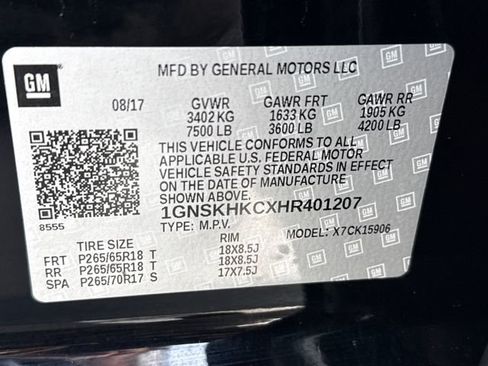 GM
MFD BY GENERAL MOTORS LLC
08/17 GVWR GAWR FRT GAWR RR
3402 KG 1633 KG 1905 KG
7500 LB 3600 LB 4200 LB
THIS VEHICLE CONFORMS TO ALL
APPLICABLE U.S. FEDERAL MOTOR
VEHICLE SAFETY STANDARDS IN EFFECT
ON THE DATE OF MANUFACTURE
SHOWN ABOVE.
8555 1GNSKHKCXHR401207
TYPE: M.P.V. MODEL: X7CK15906
TIRE SIZE RIM
FRT P265/65R18 T 18X8.5J
RR P265/65R18 T 18X8.5J
SPA P265/70R17 S 17X7.5J